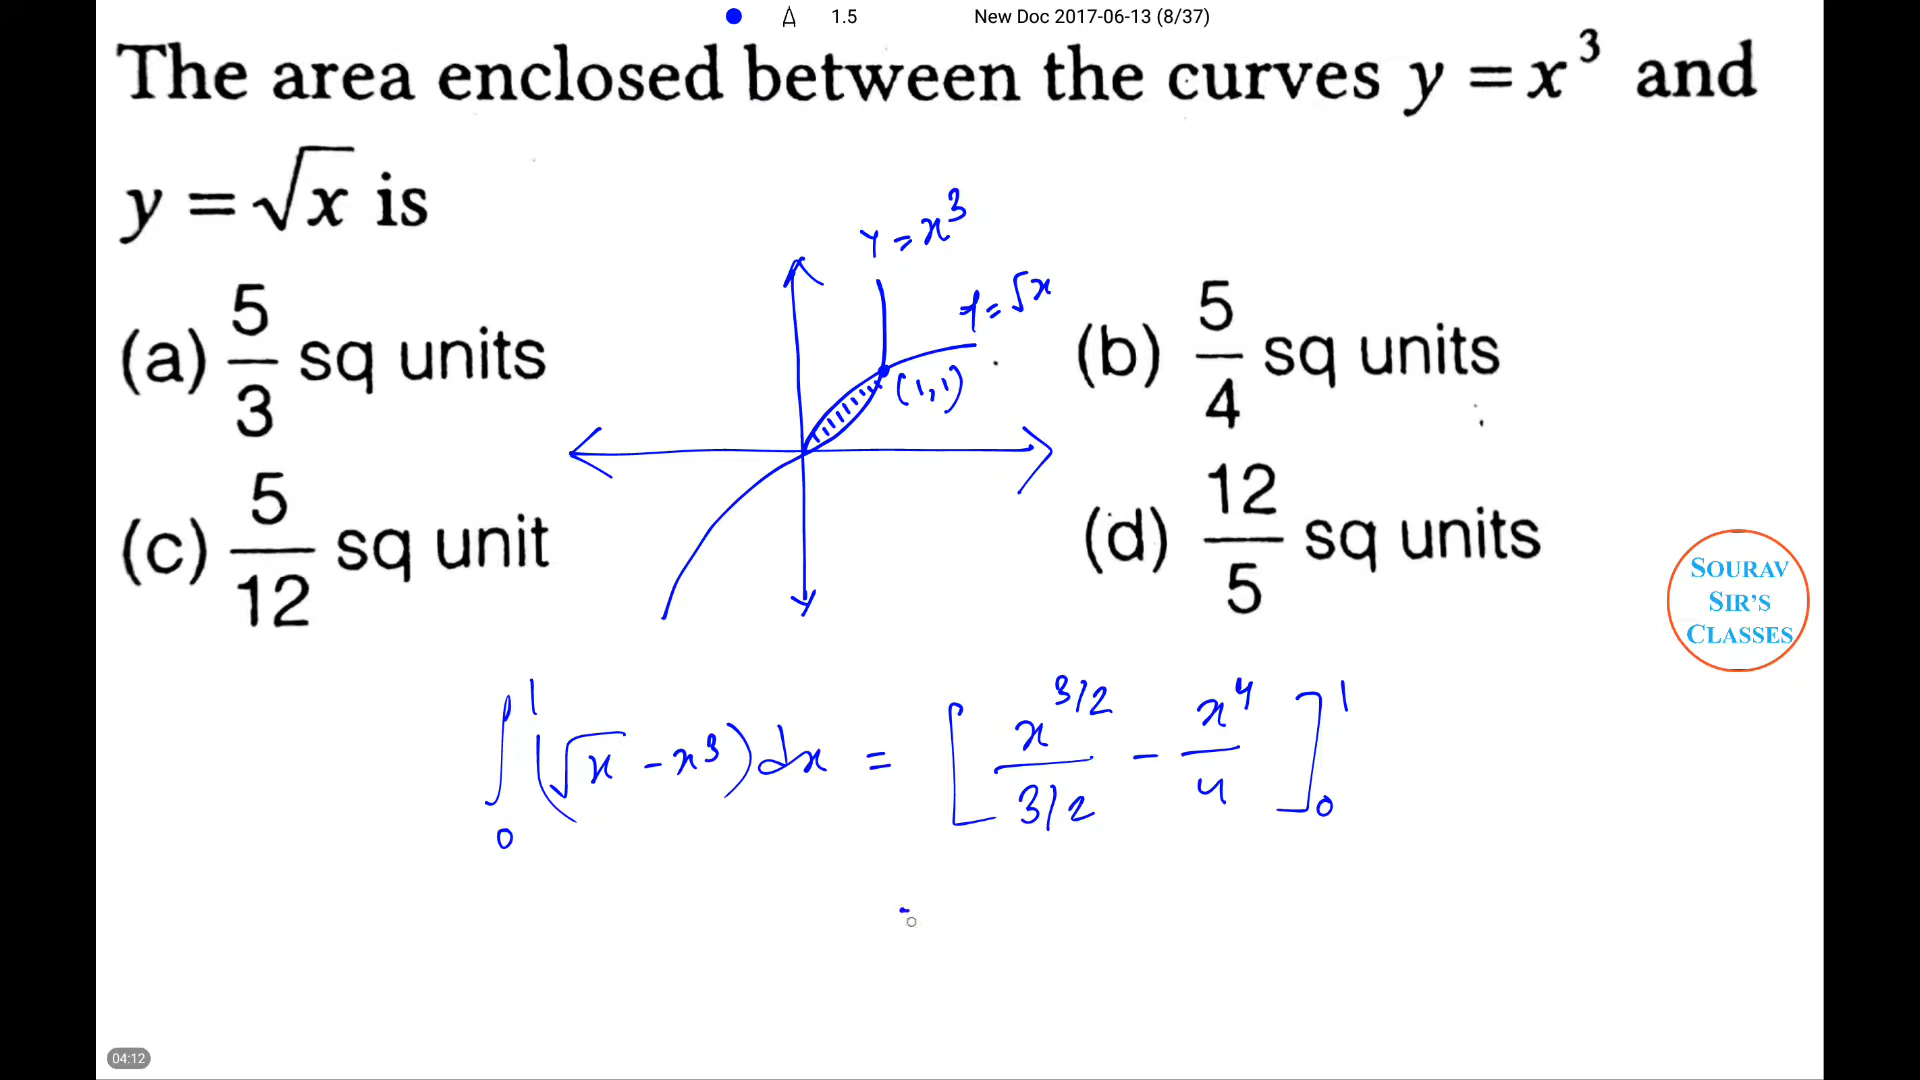 A 1.5 New Doc 2017-06-13 (8/37)
The area enclosed between the curves y = x³ and
y = √x is
y = x³
y = √x
(a) 5/3 sq units
(b) 5/4 sq units
(1,1)
(c) 5/12 sq unit
(d) 12/5 sq units
SOURAV
SIR'S
CLASSES
∫₀¹ (√x - x³) dx = [ x^3/2 / 3/2 - x⁴ / 4 ]₀¹
04:12